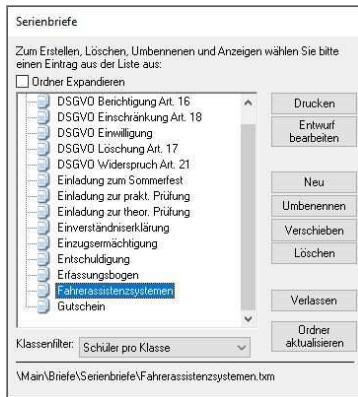 Serienbriefe
Zum Erstellen, Löschen, Umbennenen und Anzeigen wählen Sie bitte
einen Eintrag aus der Liste aus:
Ordner Expandieren
DSGVO Berichtigung Art. 16
DSGVO Einschränkung Art. 18
DSGVO Einwilligung
DSGVO Löschung Art. 17
DSGVO Widerspruch Art. 21
Einladung zum Sommerfest
Einladung zur prakt. Prüfung
Einladung zur theor. Prüfung
Einverständniserklärung
Einzugsermächtigung
Entschuldigung
Erfassungsbogen
Fahrerassistenzsystemen
Gutschein
Drucken
Entwurf
bearbeiten
Neu
Umbenennen
Verschieben
Löschen
Verlassen
Ordner
aktualisieren
Klassenfilter: Schüler pro Klasse
\Main\Briefe\Serienbriefe\Fahrerassistenzsystemen.txm